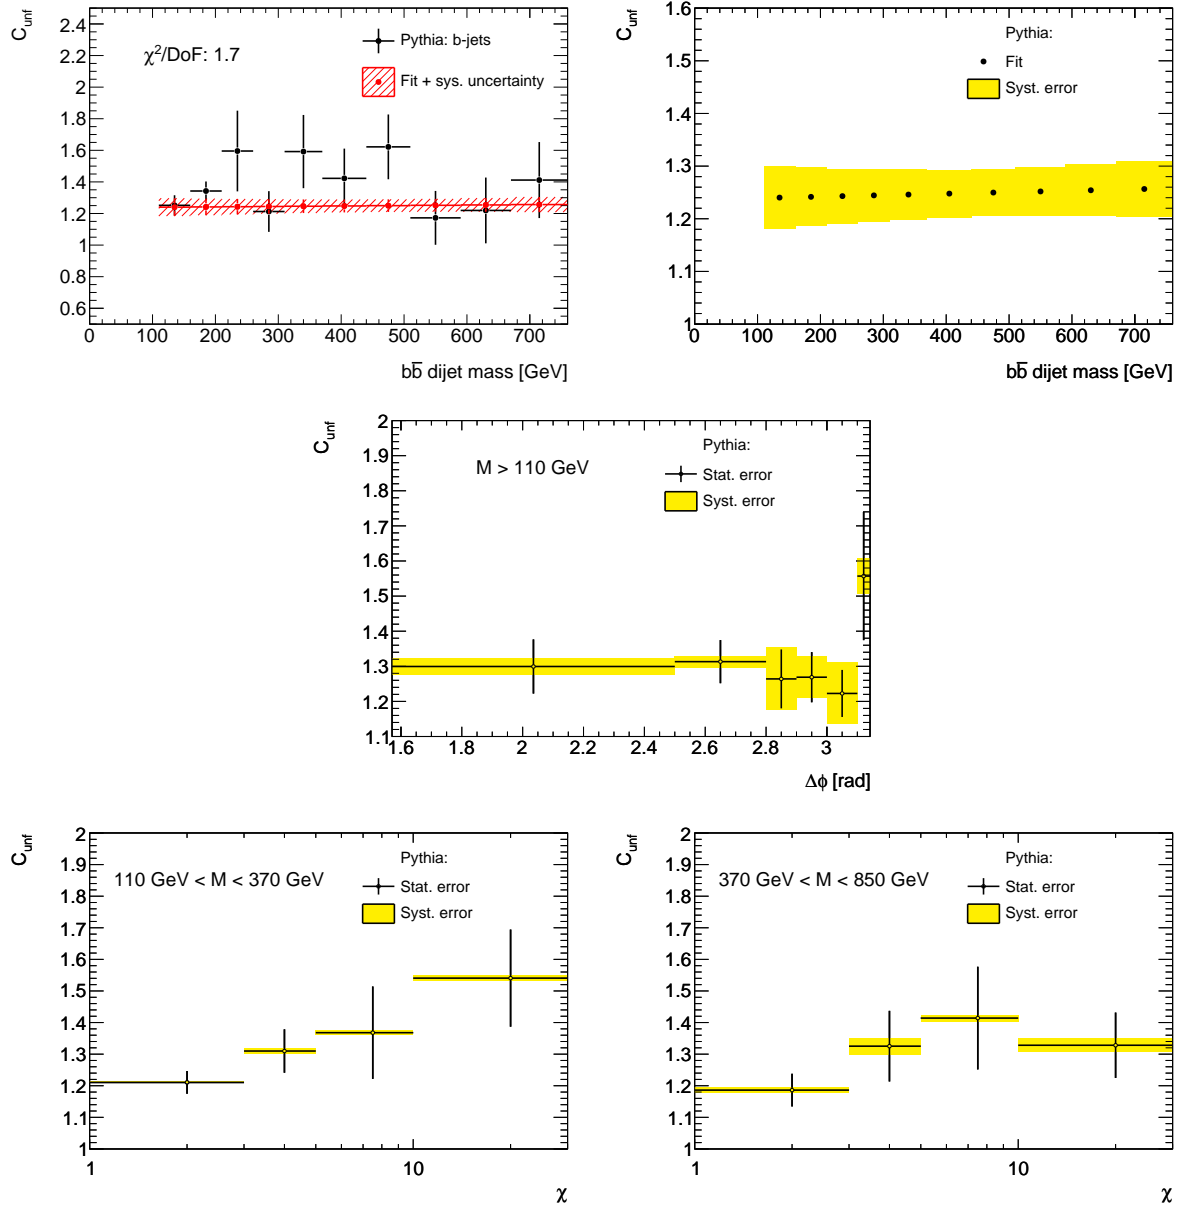 C_unf
2.4
2.2
2
1.8
1.6
1.4
1.2
1
0.8
0.6
0 100 200 300 400 500 600 700
bb̅ dijet mass [GeV]
χ²/DoF: 1.7
Pythia: b-jets
Fit + sys. uncertainty
C_unf
1.6
1.5
1.4
1.3
1.2
1.1
1
0 100 200 300 400 500 600 700
bb̅ dijet mass [GeV]
Pythia:
Fit
Syst. error
C_unf
2
1.9
1.8
1.7
1.6
1.5
1.4
1.3
1.2
1.1
1.6 1.8 2 2.2 2.4 2.6 2.8 3
Δϕ [rad]
M > 110 GeV
Pythia:
Stat. error
Syst. error
C_unf
2
1.9
1.8
1.7
1.6
1.5
1.4
1.3
1.2
1.1
1
1 10
χ
110 GeV < M < 370 GeV
Pythia:
Stat. error
Syst. error
C_unf
2
1.9
1.8
1.7
1.6
1.5
1.4
1.3
1.2
1.1
1
1 10
χ
370 GeV < M < 850 GeV
Pythia:
Stat. error
Syst. error